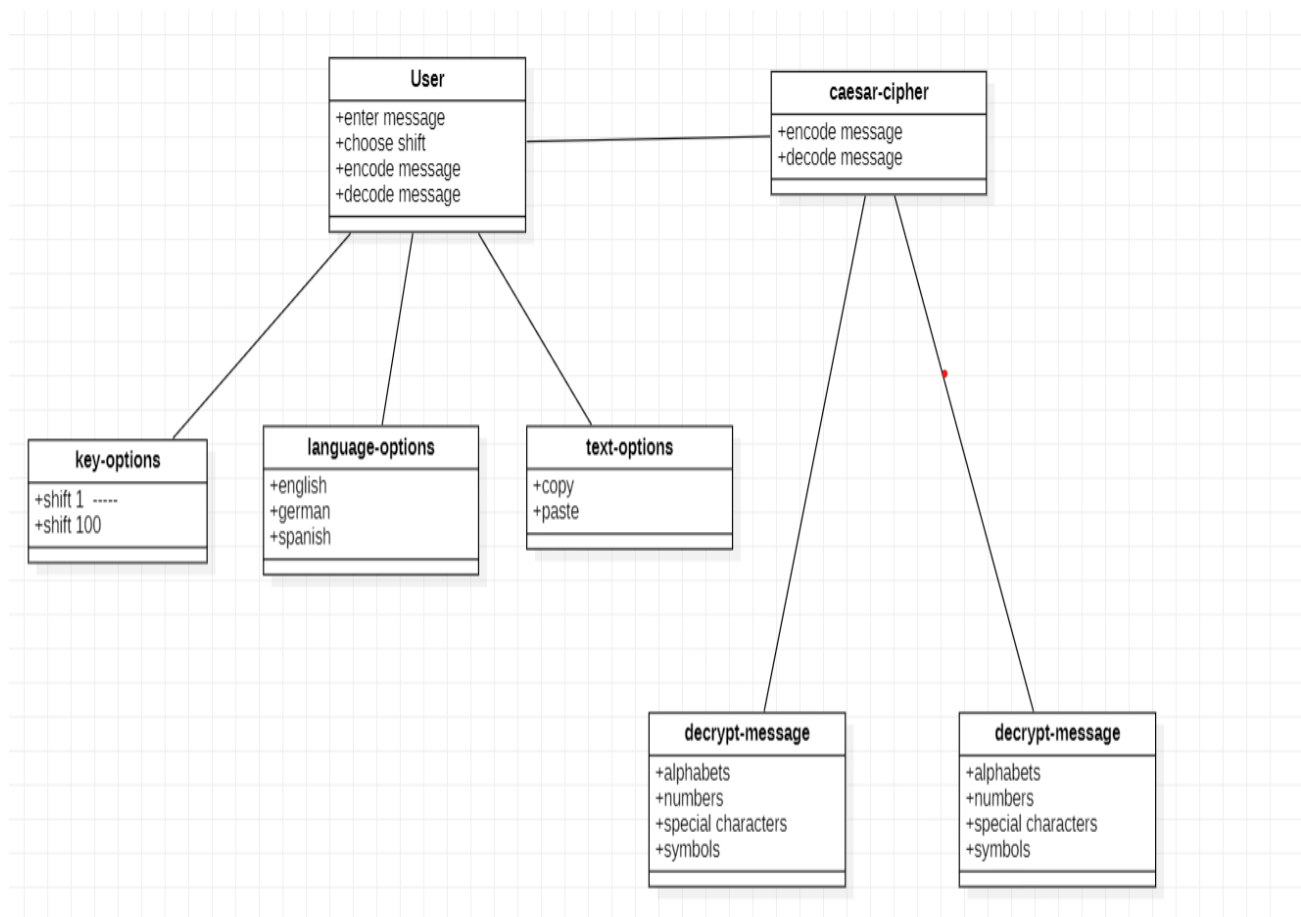 User
+enter message
+choose shift
+encode message
+decode message
caesar-cipher
+encode message
+decode message
key-options
+shift 1 -----
+shift 100
language-options
+english
+german
+spanish
text-options
+copy
+paste
decrypt-message
+alphabets
+numbers
+special characters
+symbols
decrypt-message
+alphabets
+numbers
+special characters
+symbols